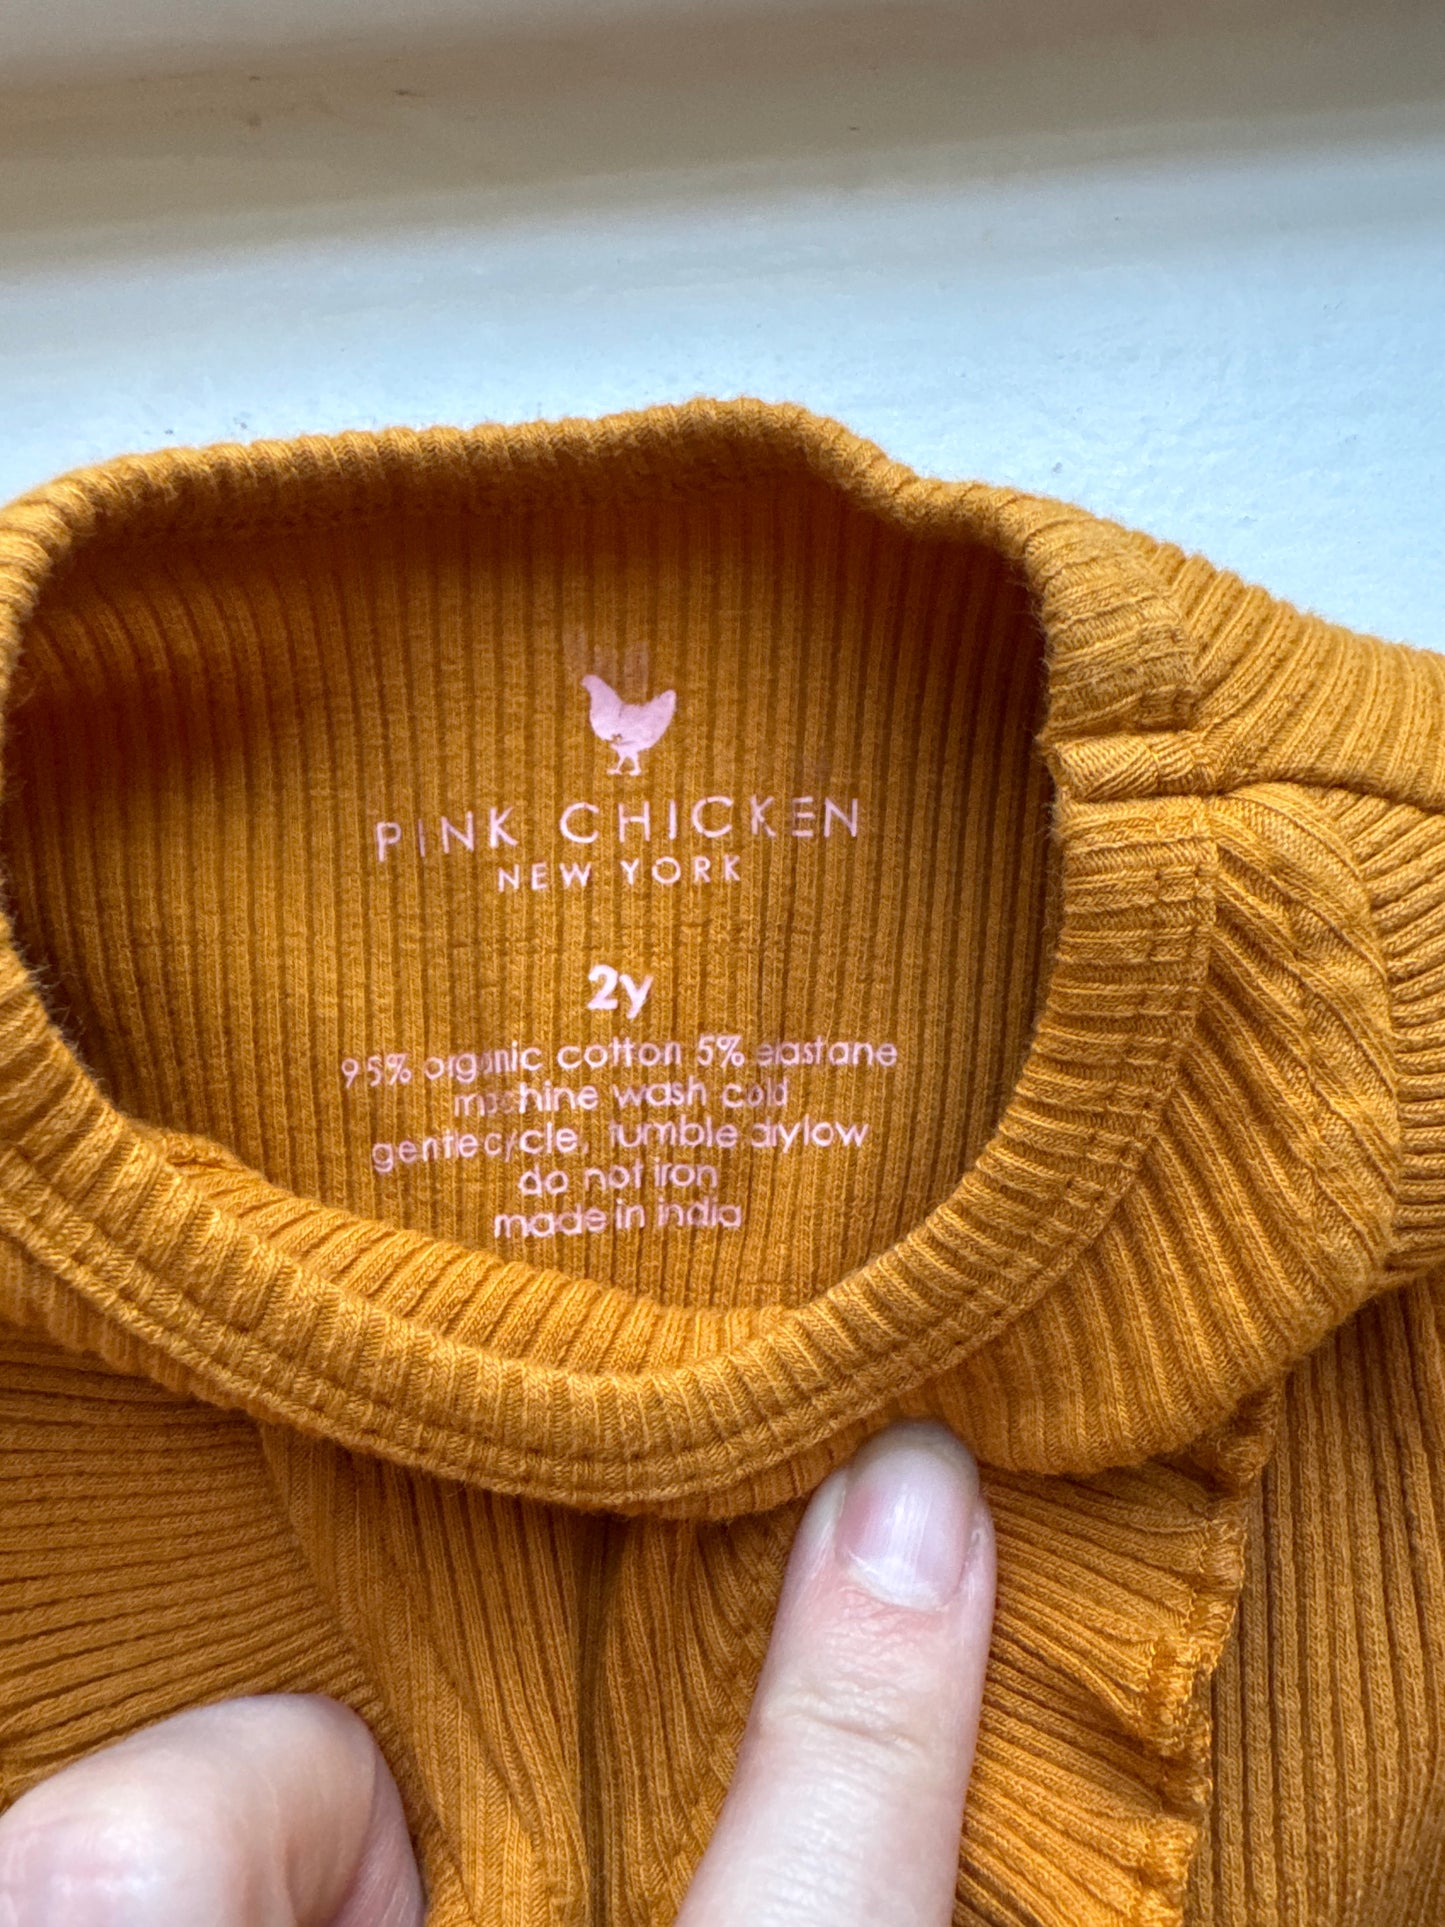 PINK CHICKEN
NEW YORK
2y
95% organic cotton 5% elastane
machine wash cold
gentle cycle, tumble dry low
do not iron
made in india